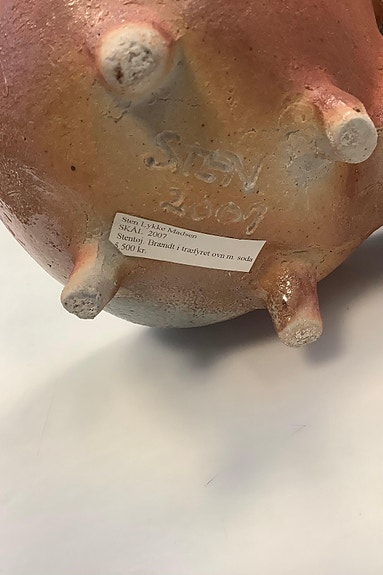 STEN
2007
Sten Lykke Madsen
SKÅL 2007
Stentøj. Brændt i træfyret ovn m. soda
5.500 kr.